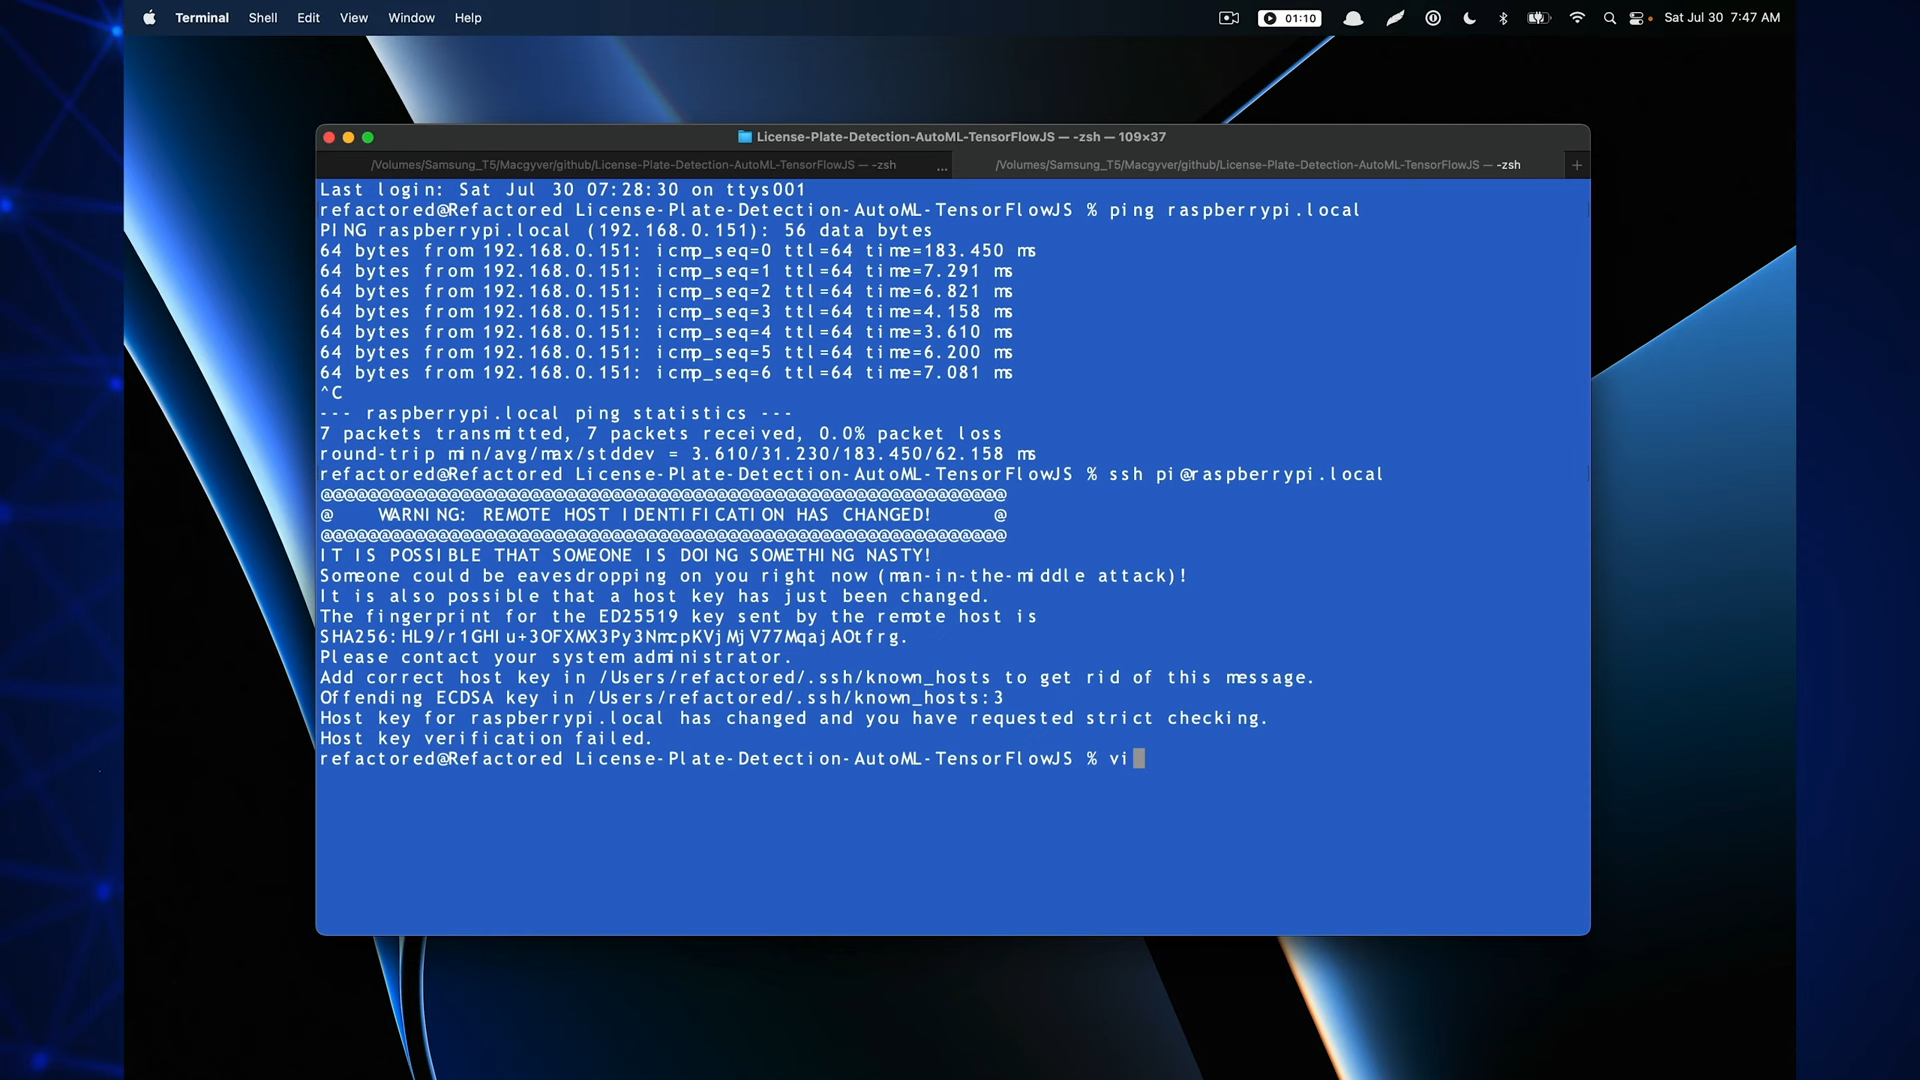 Terminal Shell Edit View Window Help 01:10 Sat Jul 30 7:47 AM
License-Plate-Detection-AutoML-TensorFlowJS — -zsh — 109×37
/Volumes/Samsung_T5/Macgyver/github/License-Plate-Detection-AutoML-TensorFlowJS — -zsh ... /Volumes/Samsung_T5/Macgyver/github/License-Plate-Detection-AutoML-TensorFlowJS — -zsh +
Last login: Sat Jul 30 07:28:30 on ttys001
refactored@Refactored License-Plate-Detection-AutoML-TensorFlowJS % ping raspberrypi.local
PING raspberrypi.local (192.168.0.151): 56 data bytes
64 bytes from 192.168.0.151: icmp_seq=0 ttl=64 time=183.450 ms
64 bytes from 192.168.0.151: icmp_seq=1 ttl=64 time=7.291 ms
64 bytes from 192.168.0.151: icmp_seq=2 ttl=64 time=6.821 ms
64 bytes from 192.168.0.151: icmp_seq=3 ttl=64 time=4.158 ms
64 bytes from 192.168.0.151: icmp_seq=4 ttl=64 time=3.610 ms
64 bytes from 192.168.0.151: icmp_seq=5 ttl=64 time=6.200 ms
64 bytes from 192.168.0.151: icmp_seq=6 ttl=64 time=7.081 ms
^C
--- raspberrypi.local ping statistics ---
7 packets transmitted, 7 packets received, 0.0% packet loss
round-trip min/avg/max/stddev = 3.610/31.230/183.450/62.158 ms
refactored@Refactored License-Plate-Detection-AutoML-TensorFlowJS % ssh pi@raspberrypi.local
@@@@@@@@@@@@@@@@@@@@@@@@@@@@@@@@@@@@@@@@@@@@@@@@@@@@@@@@@@@
@    WARNING: REMOTE HOST IDENTIFICATION HAS CHANGED!     @
@@@@@@@@@@@@@@@@@@@@@@@@@@@@@@@@@@@@@@@@@@@@@@@@@@@@@@@@@@@
IT IS POSSIBLE THAT SOMEONE IS DOING SOMETHING NASTY!
Someone could be eavesdropping on you right now (man-in-the-middle attack)!
It is also possible that a host key has just been changed.
The fingerprint for the ED25519 key sent by the remote host is
SHA256:HL9/r1GHIu+3OFXMX3Py3NmcpKVjMjV77MqajAOtfrg.
Please contact your system administrator.
Add correct host key in /Users/refactored/.ssh/known_hosts to get rid of this message.
Offending ECDSA key in /Users/refactored/.ssh/known_hosts:3
Host key for raspberrypi.local has changed and you have requested strict checking.
Host key verification failed.
refactored@Refactored License-Plate-Detection-AutoML-TensorFlowJS % vi